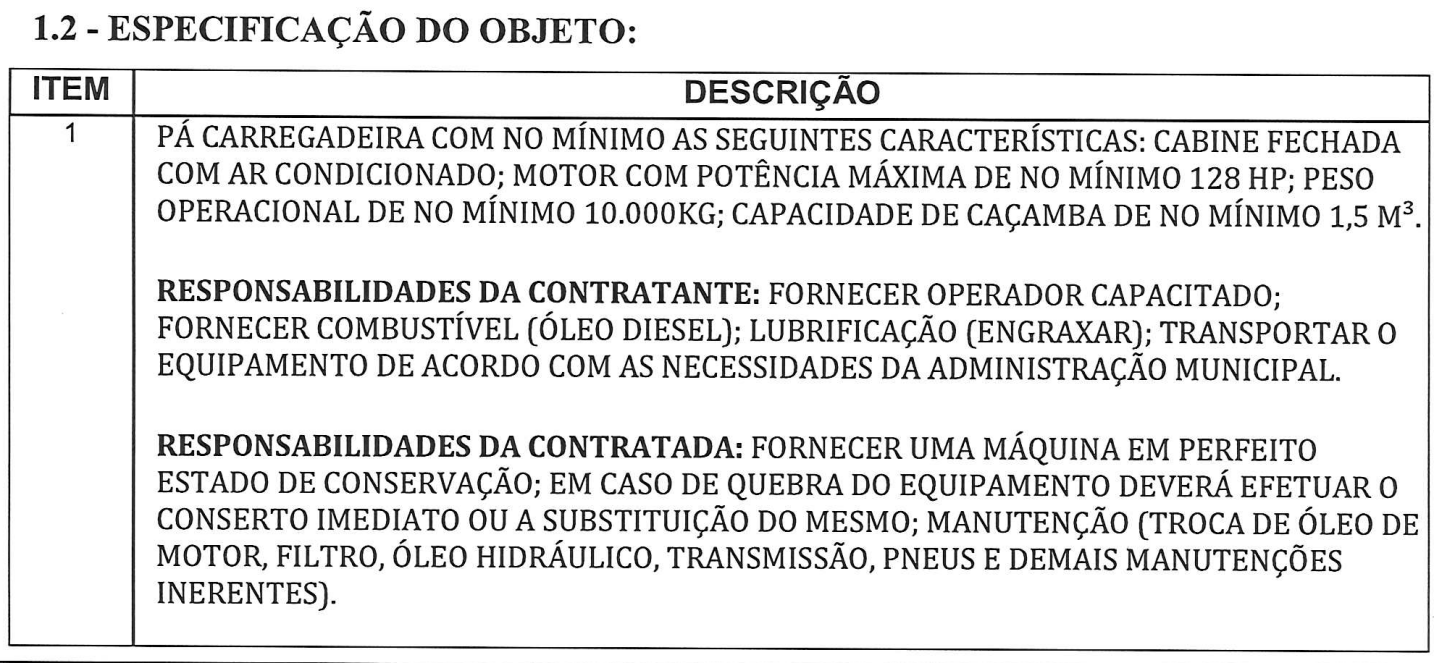 1.2 - ESPECIFICAÇÃO DO OBJETO:
ITEM DESCRIÇÃO
1 PÁ CARREGADEIRA COM NO MÍNIMO AS SEGUINTES CARACTERÍSTICAS: CABINE FECHADA
COM AR CONDICIONADO; MOTOR COM POTÊNCIA MÁXIMA DE NO MÍNIMO 128 HP; PESO
OPERACIONAL DE NO MÍNIMO 10.000KG; CAPACIDADE DE CAÇAMBA DE NO MÍNIMO 1,5 M³.
RESPONSABILIDADES DA CONTRATANTE: FORNECER OPERADOR CAPACITADO;
FORNECER COMBUSTÍVEL (ÓLEO DIESEL); LUBRIFICAÇÃO (ENGRAXAR); TRANSPORTAR O
EQUIPAMENTO DE ACORDO COM AS NECESSIDADES DA ADMINISTRAÇÃO MUNICIPAL.
RESPONSABILIDADES DA CONTRATADA: FORNECER UMA MÁQUINA EM PERFEITO
ESTADO DE CONSERVAÇÃO; EM CASO DE QUEBRA DO EQUIPAMENTO DEVERÁ EFETUAR O
CONSERTO IMEDIATO OU A SUBSTITUIÇÃO DO MESMO; MANUTENÇÃO (TROCA DE ÓLEO DE
MOTOR, FILTRO, ÓLEO HIDRÁULICO, TRANSMISSÃO, PNEUS E DEMAIS MANUTENÇÕES
INERENTES).